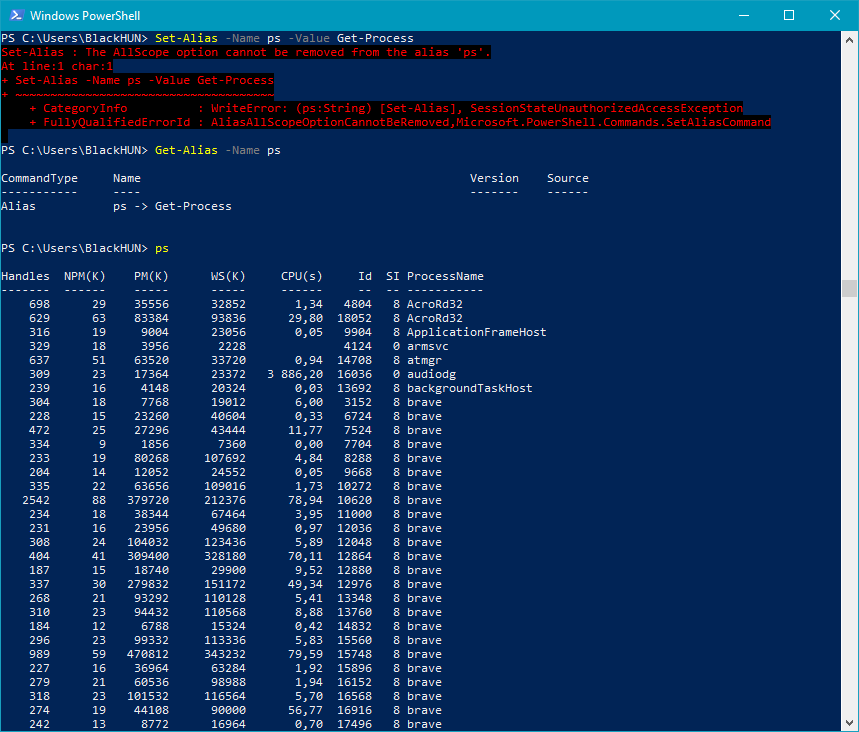 Windows PowerShell
PS C:\Users\BlackHUN> Set-Alias -Name ps -Value Get-Process
Set-Alias : The AllScope option cannot be removed from the alias 'ps'.
At line:1 char:1
+ Set-Alias -Name ps -Value Get-Process
+ ~~~~~~~~~~~~~~~~~~~~~~~~~~~~~~~~~~~~~
+ CategoryInfo          : WriteError: (ps:String) [Set-Alias], SessionStateUnauthorizedAccessException
+ FullyQualifiedErrorId : AliasAllScopeOptionCannotBeRemoved,Microsoft.PowerShell.Commands.SetAliasCommand
PS C:\Users\BlackHUN> Get-Alias -Name ps
CommandType     Name                                               Version    Source
-----------     ----                                               -------    ------
Alias           ps -> Get-Process
PS C:\Users\BlackHUN> ps
Handles  NPM(K)    PM(K)      WS(K)     CPU(s)     Id  SI ProcessName
-------  ------    -----      -----     ------     --  -- -----------
698      29    35556      32852       1,34   4804   8 AcroRd32
629      63    83384      93836      29,80  18052   8 AcroRd32
316      19     9004      23056       0,05   9904   8 ApplicationFrameHost
329      18     3956       2228              4124   0 armsvc
637      51    63520      33720       0,94  14708   8 atmgr
309      23    17364      23372   3 886,20  16036   0 audiodg
239      16     4148      20324       0,03  13692   8 backgroundTaskHost
304      18     7768      19012       6,00   3152   8 brave
228      15    23260      40604       0,33   6724   8 brave
472      25    27296      43444      11,77   7524   8 brave
334       9     1856       7360       0,00   7704   8 brave
233      19    80268     107692       4,84   8288   8 brave
204      14    12052      24552       0,05   9668   8 brave
335      22    63656     109016       1,73  10272   8 brave
2542      88   379720     212376      78,94  10620   8 brave
234      18    38344      67464       3,95  11000   8 brave
231      16    23956      49680       0,97  12036   8 brave
308      24   104032     123436       5,89  12048   8 brave
404      41   309400     328180      70,11  12864   8 brave
187      15    18740      29900       9,52  12880   8 brave
337      30   279832     151172      49,34  12976   8 brave
268      21    93292     110128       5,41  13348   8 brave
310      23    94432     110568       8,88  13760   8 brave
184      12     6788      15324       0,42  14832   8 brave
296      23    99332     113336       5,83  15560   8 brave
989      59   470812     343232      79,59  15748   8 brave
227      16    36964      63284       1,92  15896   8 brave
279      21    60536      98988       1,94  16152   8 brave
318      23   101532     116564       5,70  16568   8 brave
274      19    44108      90000      56,77  16916   8 brave
242      13     8772      16964       0,70  17496   8 brave